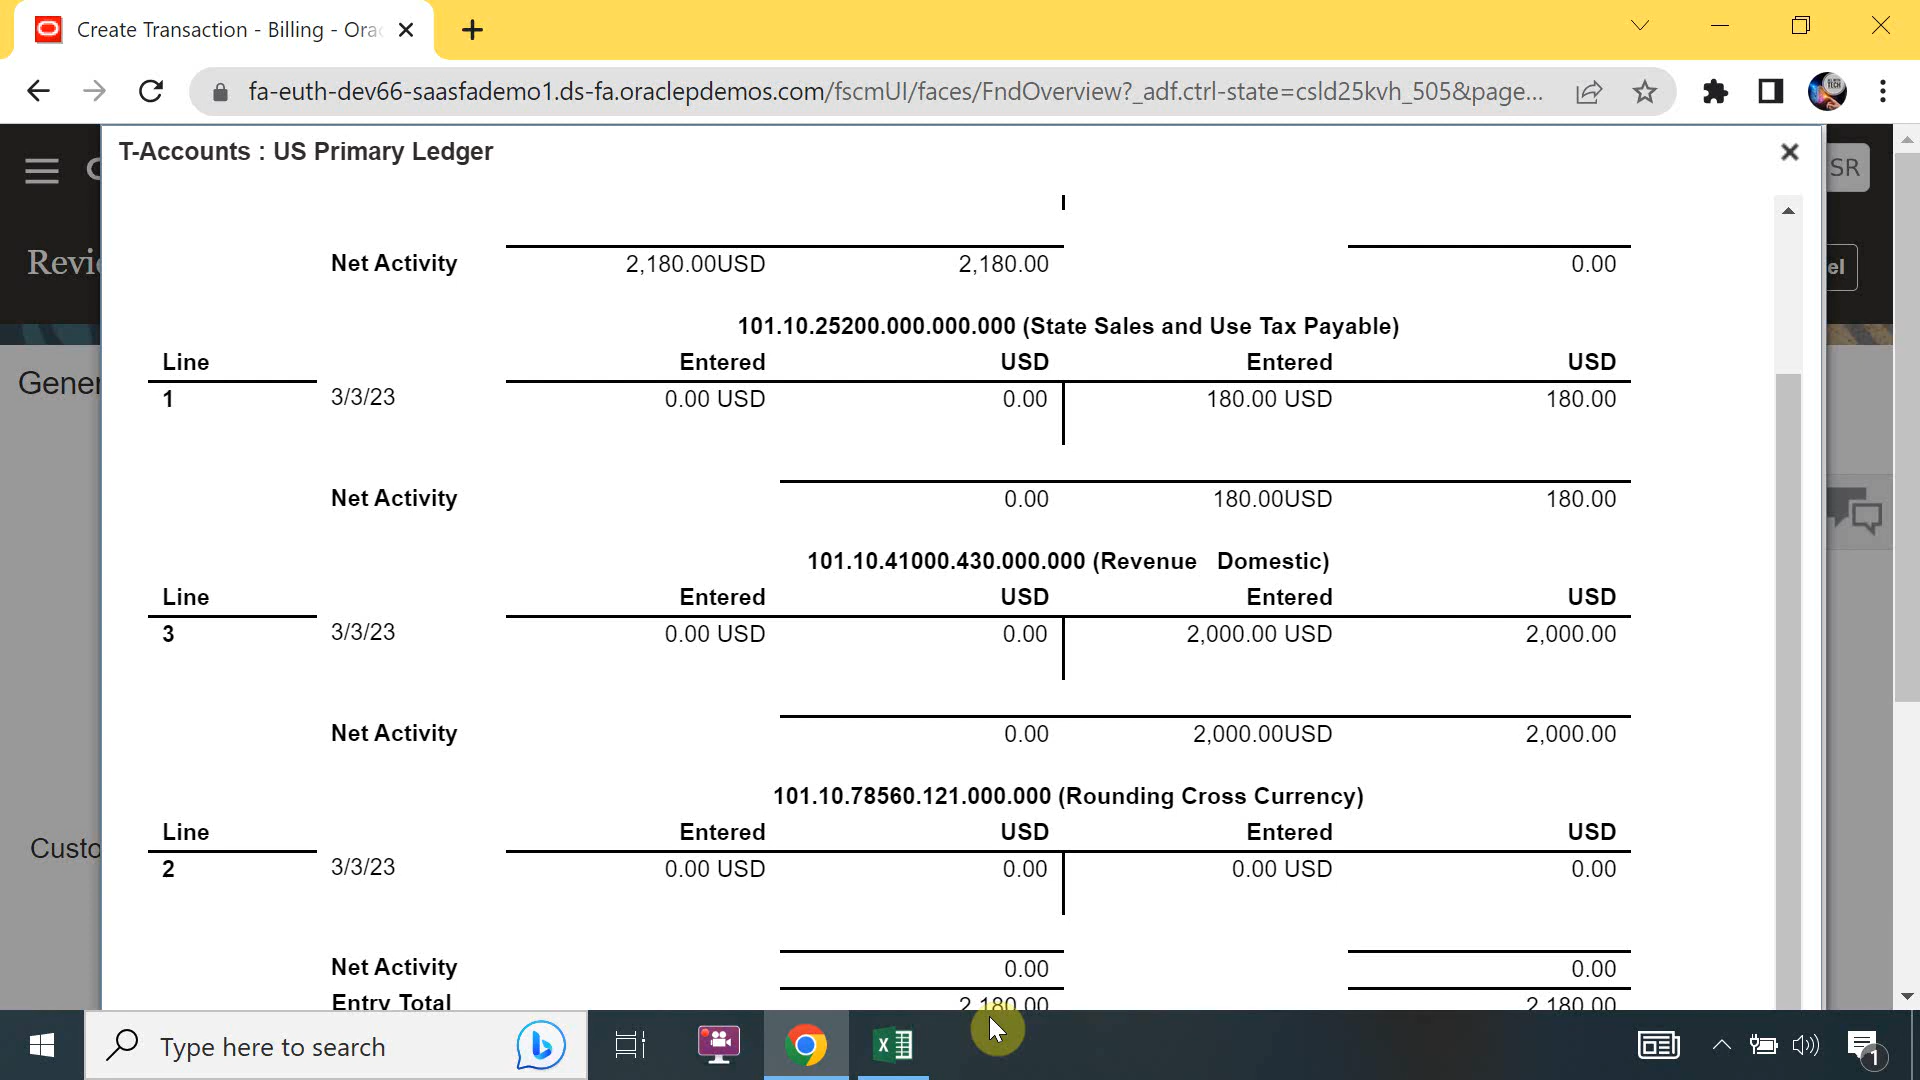 Create Transaction - Billing - Orac
fa-euth-dev66-saasfademo1.ds-fa.oraclepdemos.com/fscmUI/faces/FndOverview?_adf.ctrl-state=csld25kvh_505&page...
T-Accounts : US Primary Ledger
SR
Net Activity 2,180.00USD 2,180.00 0.00
101.10.25200.000.000.000 (State Sales and Use Tax Payable)
Line Entered USD Entered USD
1 3/3/23 0.00 USD 0.00 180.00 USD 180.00
Net Activity 0.00 180.00USD 180.00
101.10.41000.430.000.000 (Revenue Domestic)
Line Entered USD Entered USD
3 3/3/23 0.00 USD 0.00 2,000.00 USD 2,000.00
Net Activity 0.00 2,000.00USD 2,000.00
101.10.78560.121.000.000 (Rounding Cross Currency)
Line Entered USD Entered USD
2 3/3/23 0.00 USD 0.00 0.00 USD 0.00
Net Activity 0.00 0.00
Entry Total 2,180.00 2,180.00
Revie
el
Gener
Custo
Type here to search
1